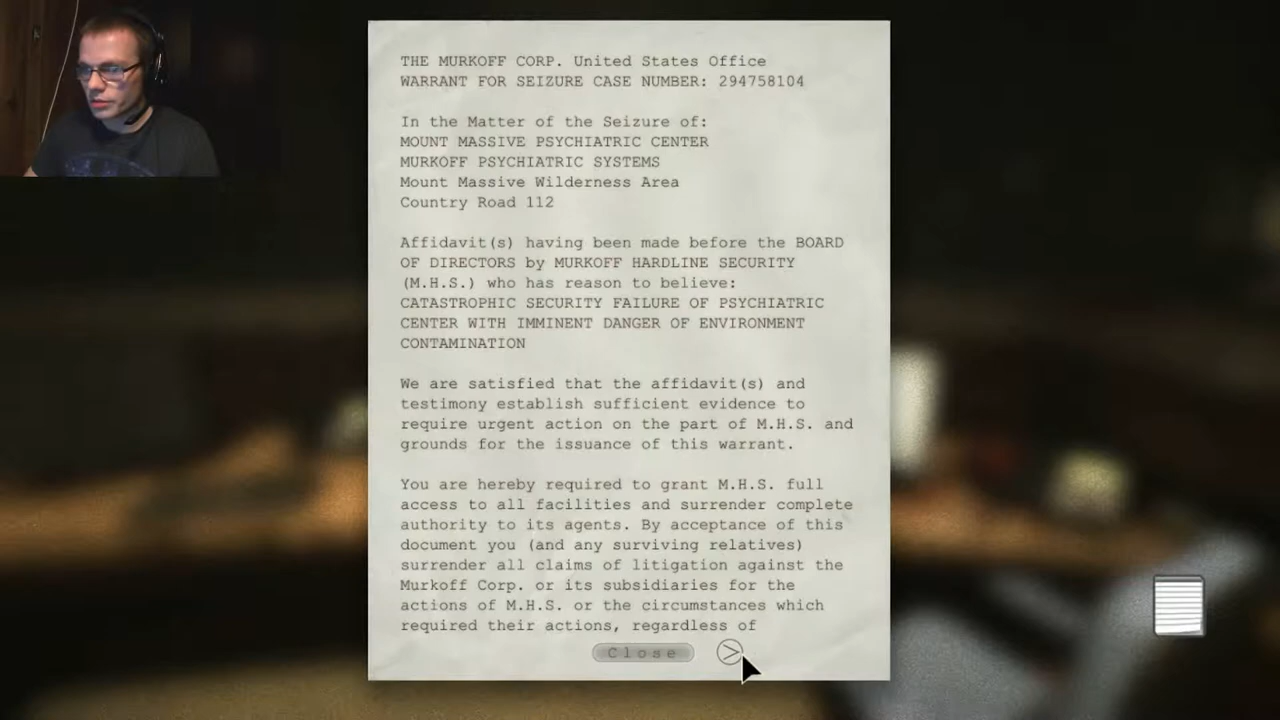 THE MURKOFF CORP. United States Office
WARRANT FOR SEIZURE CASE NUMBER: 294758104
In the Matter of the Seizure of:
MOUNT MASSIVE PSYCHIATRIC CENTER
MURKOFF PSYCHIATRIC SYSTEMS
Mount Massive Wilderness Area
Country Road 112
Affidavit(s) having been made before the BOARD
OF DIRECTORS by MURKOFF HARDLINE SECURITY
(M.H.S.) who has reason to believe:
CATASTROPHIC SECURITY FAILURE OF PSYCHIATRIC
CENTER WITH IMMINENT DANGER OF ENVIRONMENT
CONTAMINATION
We are satisfied that the affidavit(s) and
testimony establish sufficient evidence to
require urgent action on the part of M.H.S. and
grounds for the issuance of this warrant.
You are hereby required to grant M.H.S. full
access to all facilities and surrender complete
authority to its agents. By acceptance of this
document you (and any surviving relatives)
surrender all claims of litigation against the
Murkoff Corp. or its subsidiaries for the
actions of M.H.S. or the circumstances which
required their actions, regardless of
Close >